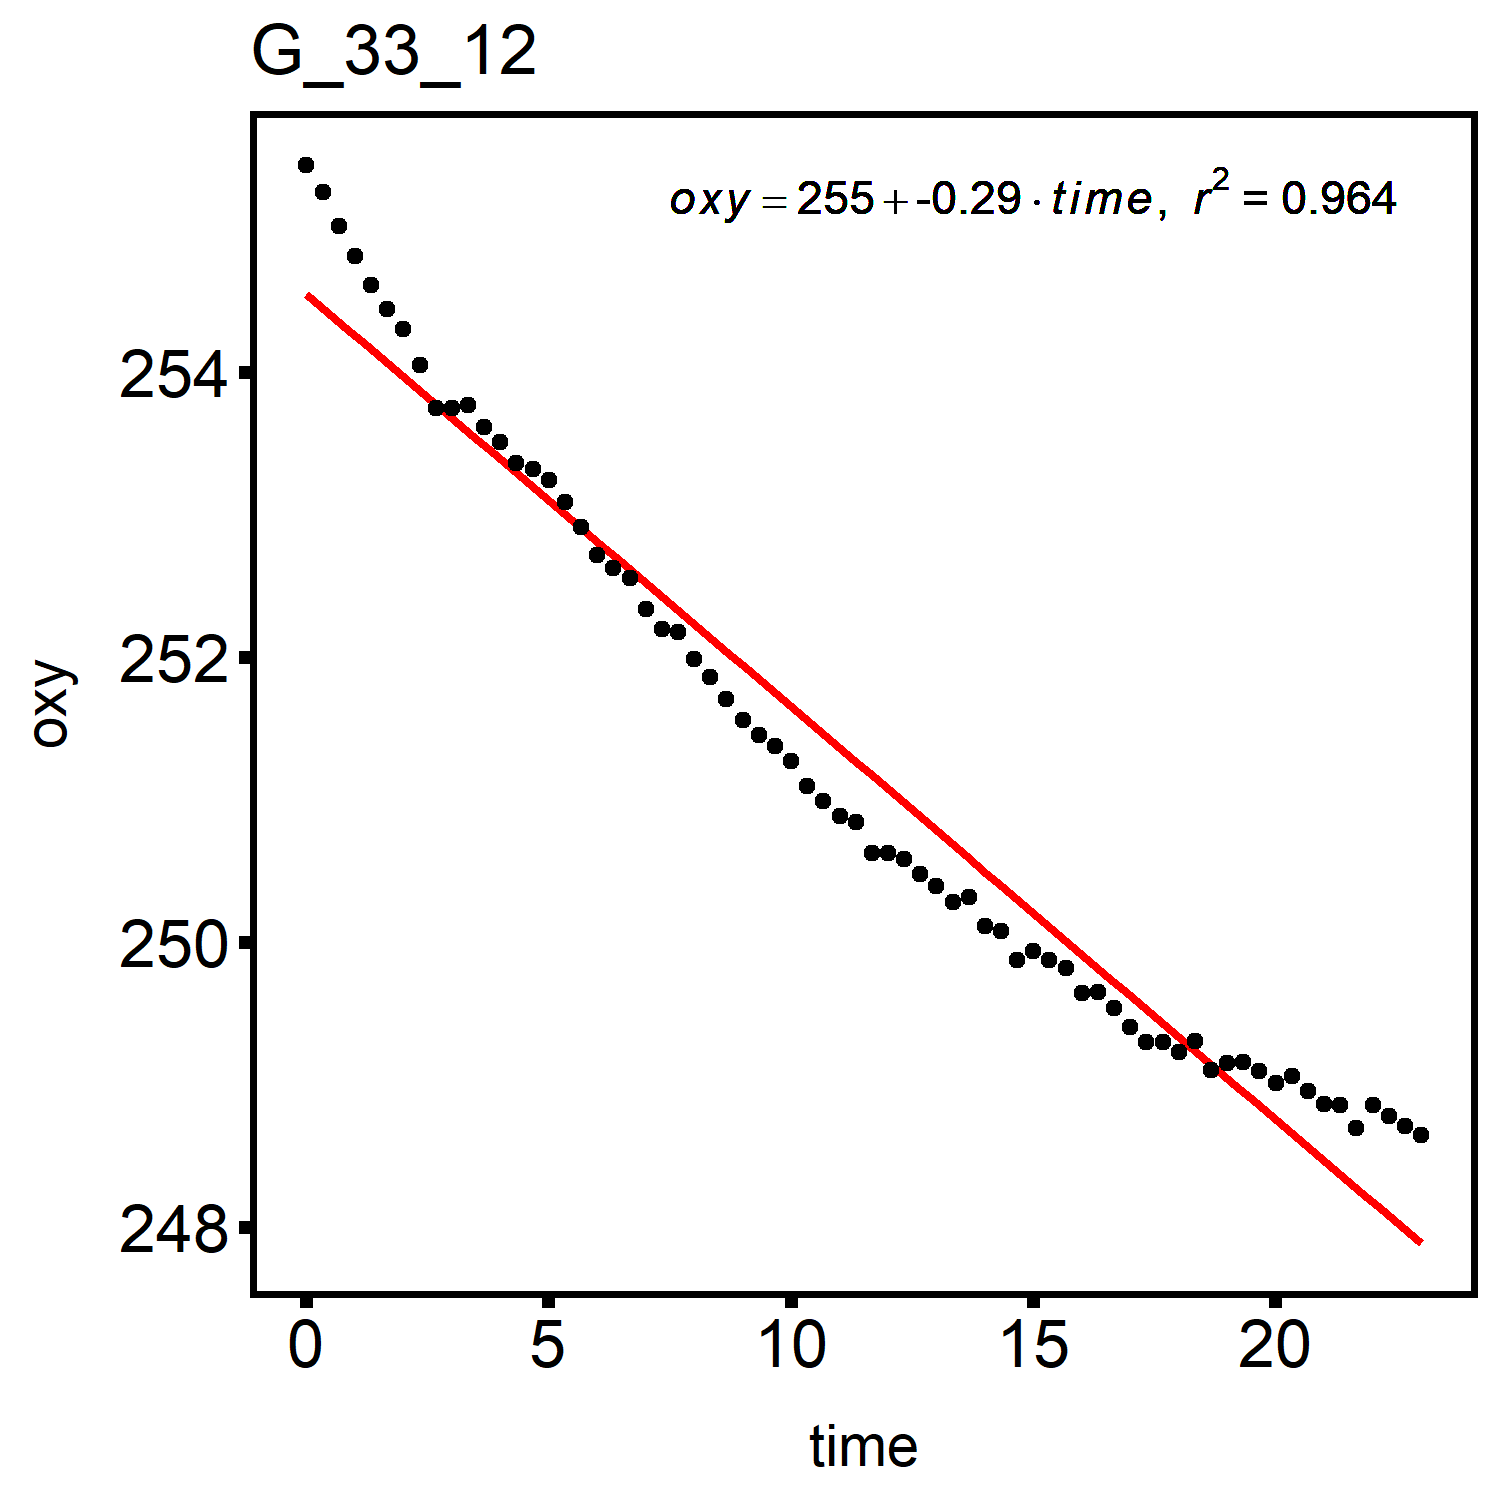 G_33_12
oxy = 255 + -0.29 · time, r² = 0.964
254
252
250
248
oxy
0 5 10 15 20
time